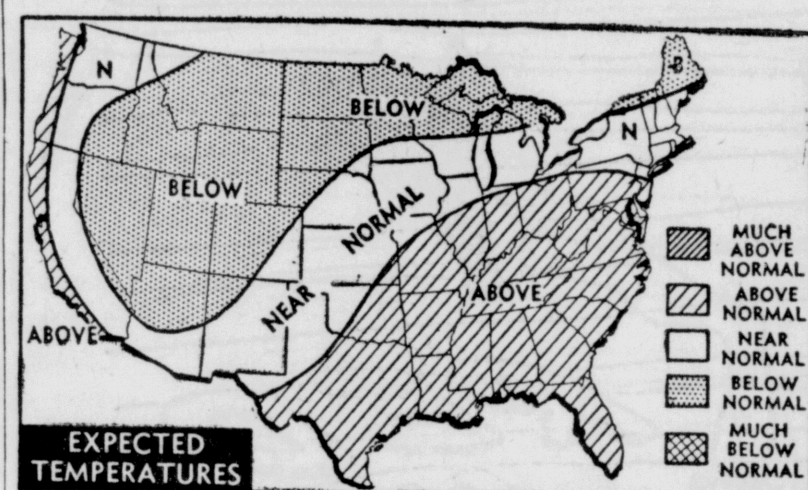 N
B
BELOW
N
BELOW
NORMAL
NEAR
ABOVE
ABOVE
MUCH
ABOVE
NORMAL
ABOVE
NORMAL
NEAR
NORMAL
BELOW
NORMAL
MUCH
BELOW
NORMAL
EXPECTED
TEMPERATURES